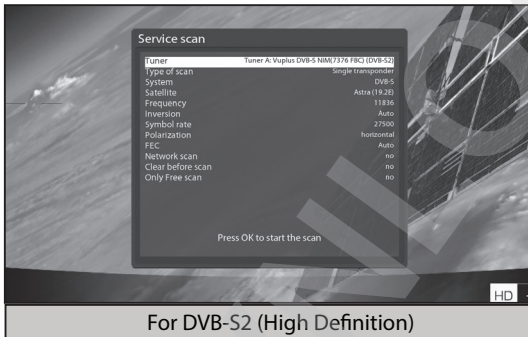 Service scan
Tuner Tuner A: Vuplus DVB-S NIM(7376 FBC) (DVB-S2)
Type of scan Single transponder
System DVB-S
Satellite Astra (19.2E)
Frequency 11836
Inversion Auto
Symbol rate 27500
Polarization horizontal
FEC Auto
Network scan no
Clear before scan no
Only Free scan no
Press OK to start the scan
HD
For DVB-S2 (High Definition)